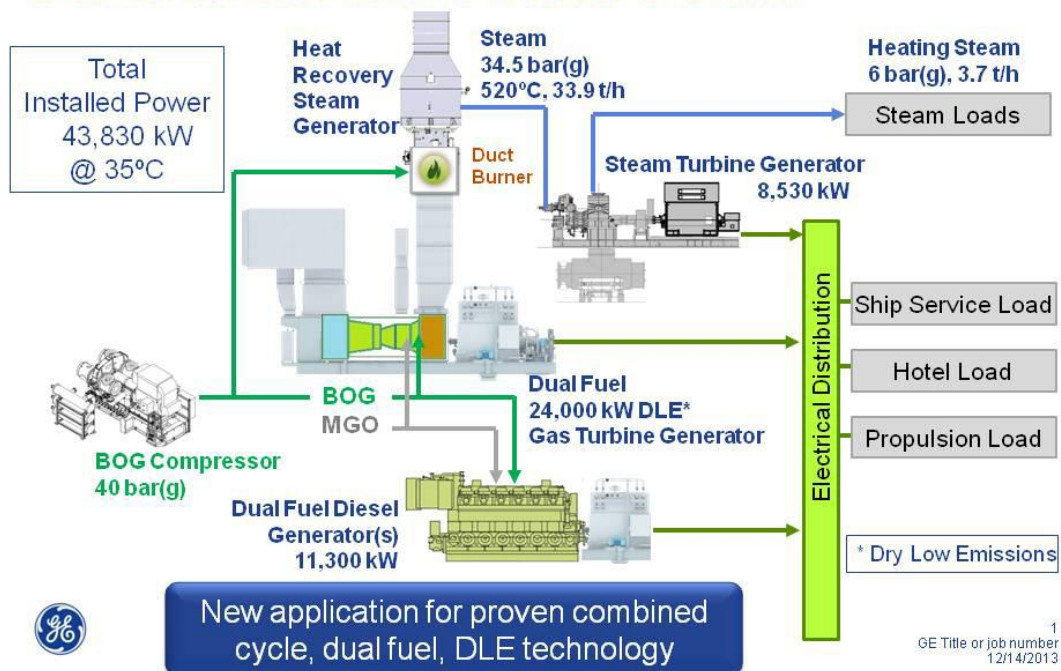 Total
Installed Power
43,830 kW
@ 35ºC
Heat
Recovery
Steam
Generator
Steam
34.5 bar(g)
520ºC, 33.9 t/h
Heating Steam
6 bar(g), 3.7 t/h
Steam Loads
Duct
Burner
Steam Turbine Generator
8,530 kW
Electrical Distribution
Ship Service Load
Hotel Load
Propulsion Load
BOG
MGO
Dual Fuel
24,000 kW DLE*
Gas Turbine Generator
BOG Compressor
40 bar(g)
Dual Fuel Diesel
Generator(s)
11,300 kW
* Dry Low Emissions
New application for proven combined
cycle, dual fuel, DLE technology
GE
1
GE Title or job number
12/14/2013